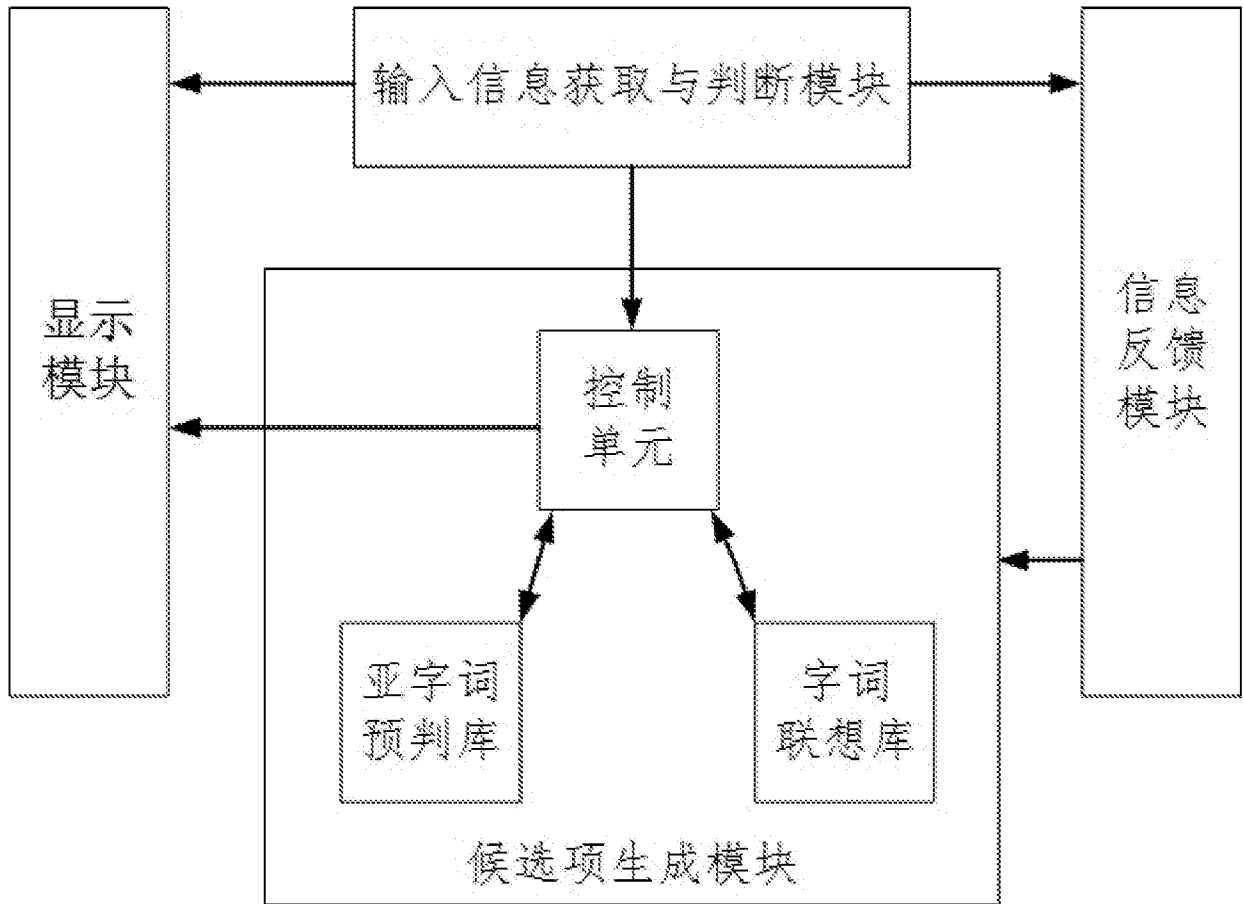 输入信息获取与判断模块
显示
模块
信息
反馈
模块
控制
单元
亚字词
预判库
字词
联想库
候选项生成模块